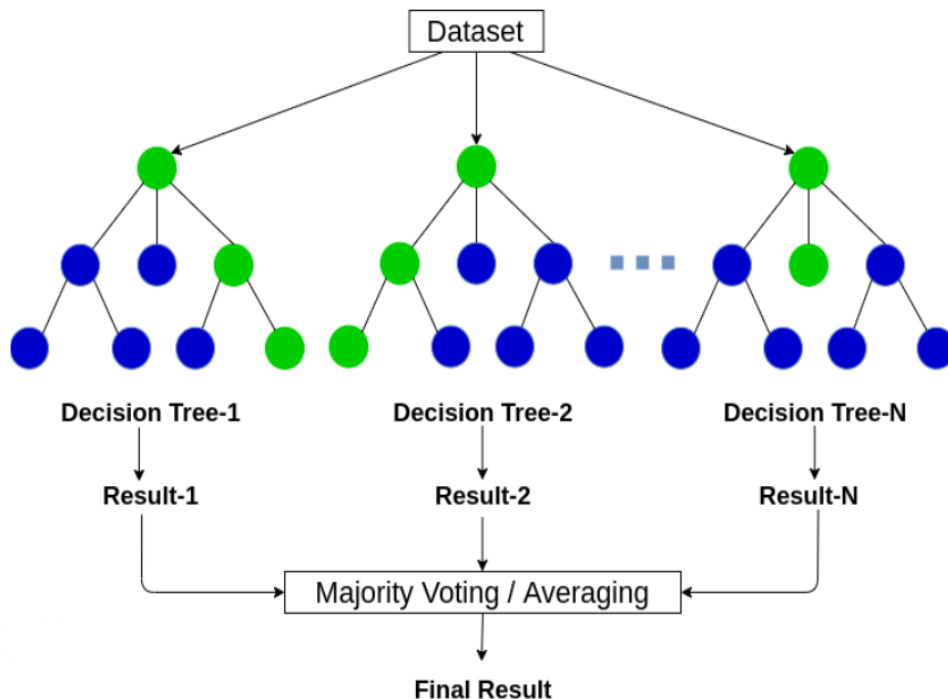 Dataset
Decision Tree-1
Decision Tree-2
Decision Tree-N
Result-1
Result-2
Result-N
Majority Voting / Averaging
Final Result